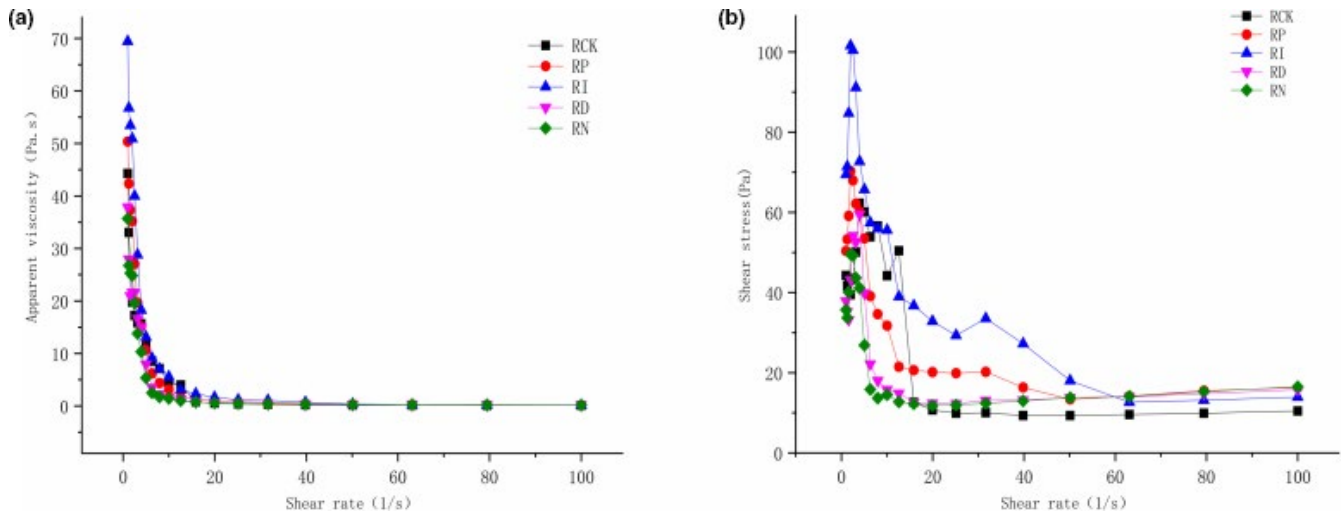 (a)
70
60
50
40
30
20
10
0
Apparent viscosity (Pa.s)
0 20 40 60 80 100
Shear rate (1/s)
RCK
RP
RI
RD
RN
(b)
100
80
60
40
20
0
Shear stress(Pa)
0 20 40 60 80 100
Shear rate (1/s)
RCK
RP
RI
RD
RN